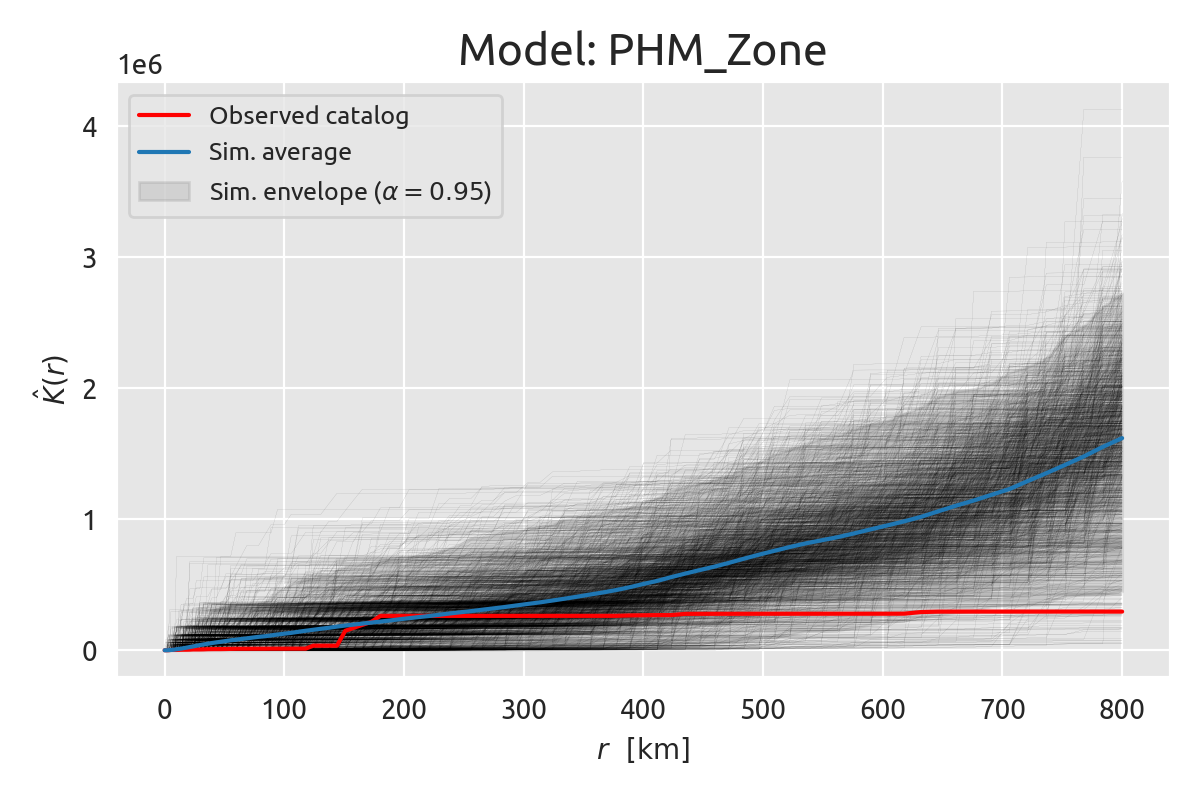 Model: PHM_Zone
1e6
Observed catalog
Sim. average
Sim. envelope (α = 0.95)
4
3
2
1
0
K̂(r)
0 100 200 300 400 500 600 700 800
r [km]